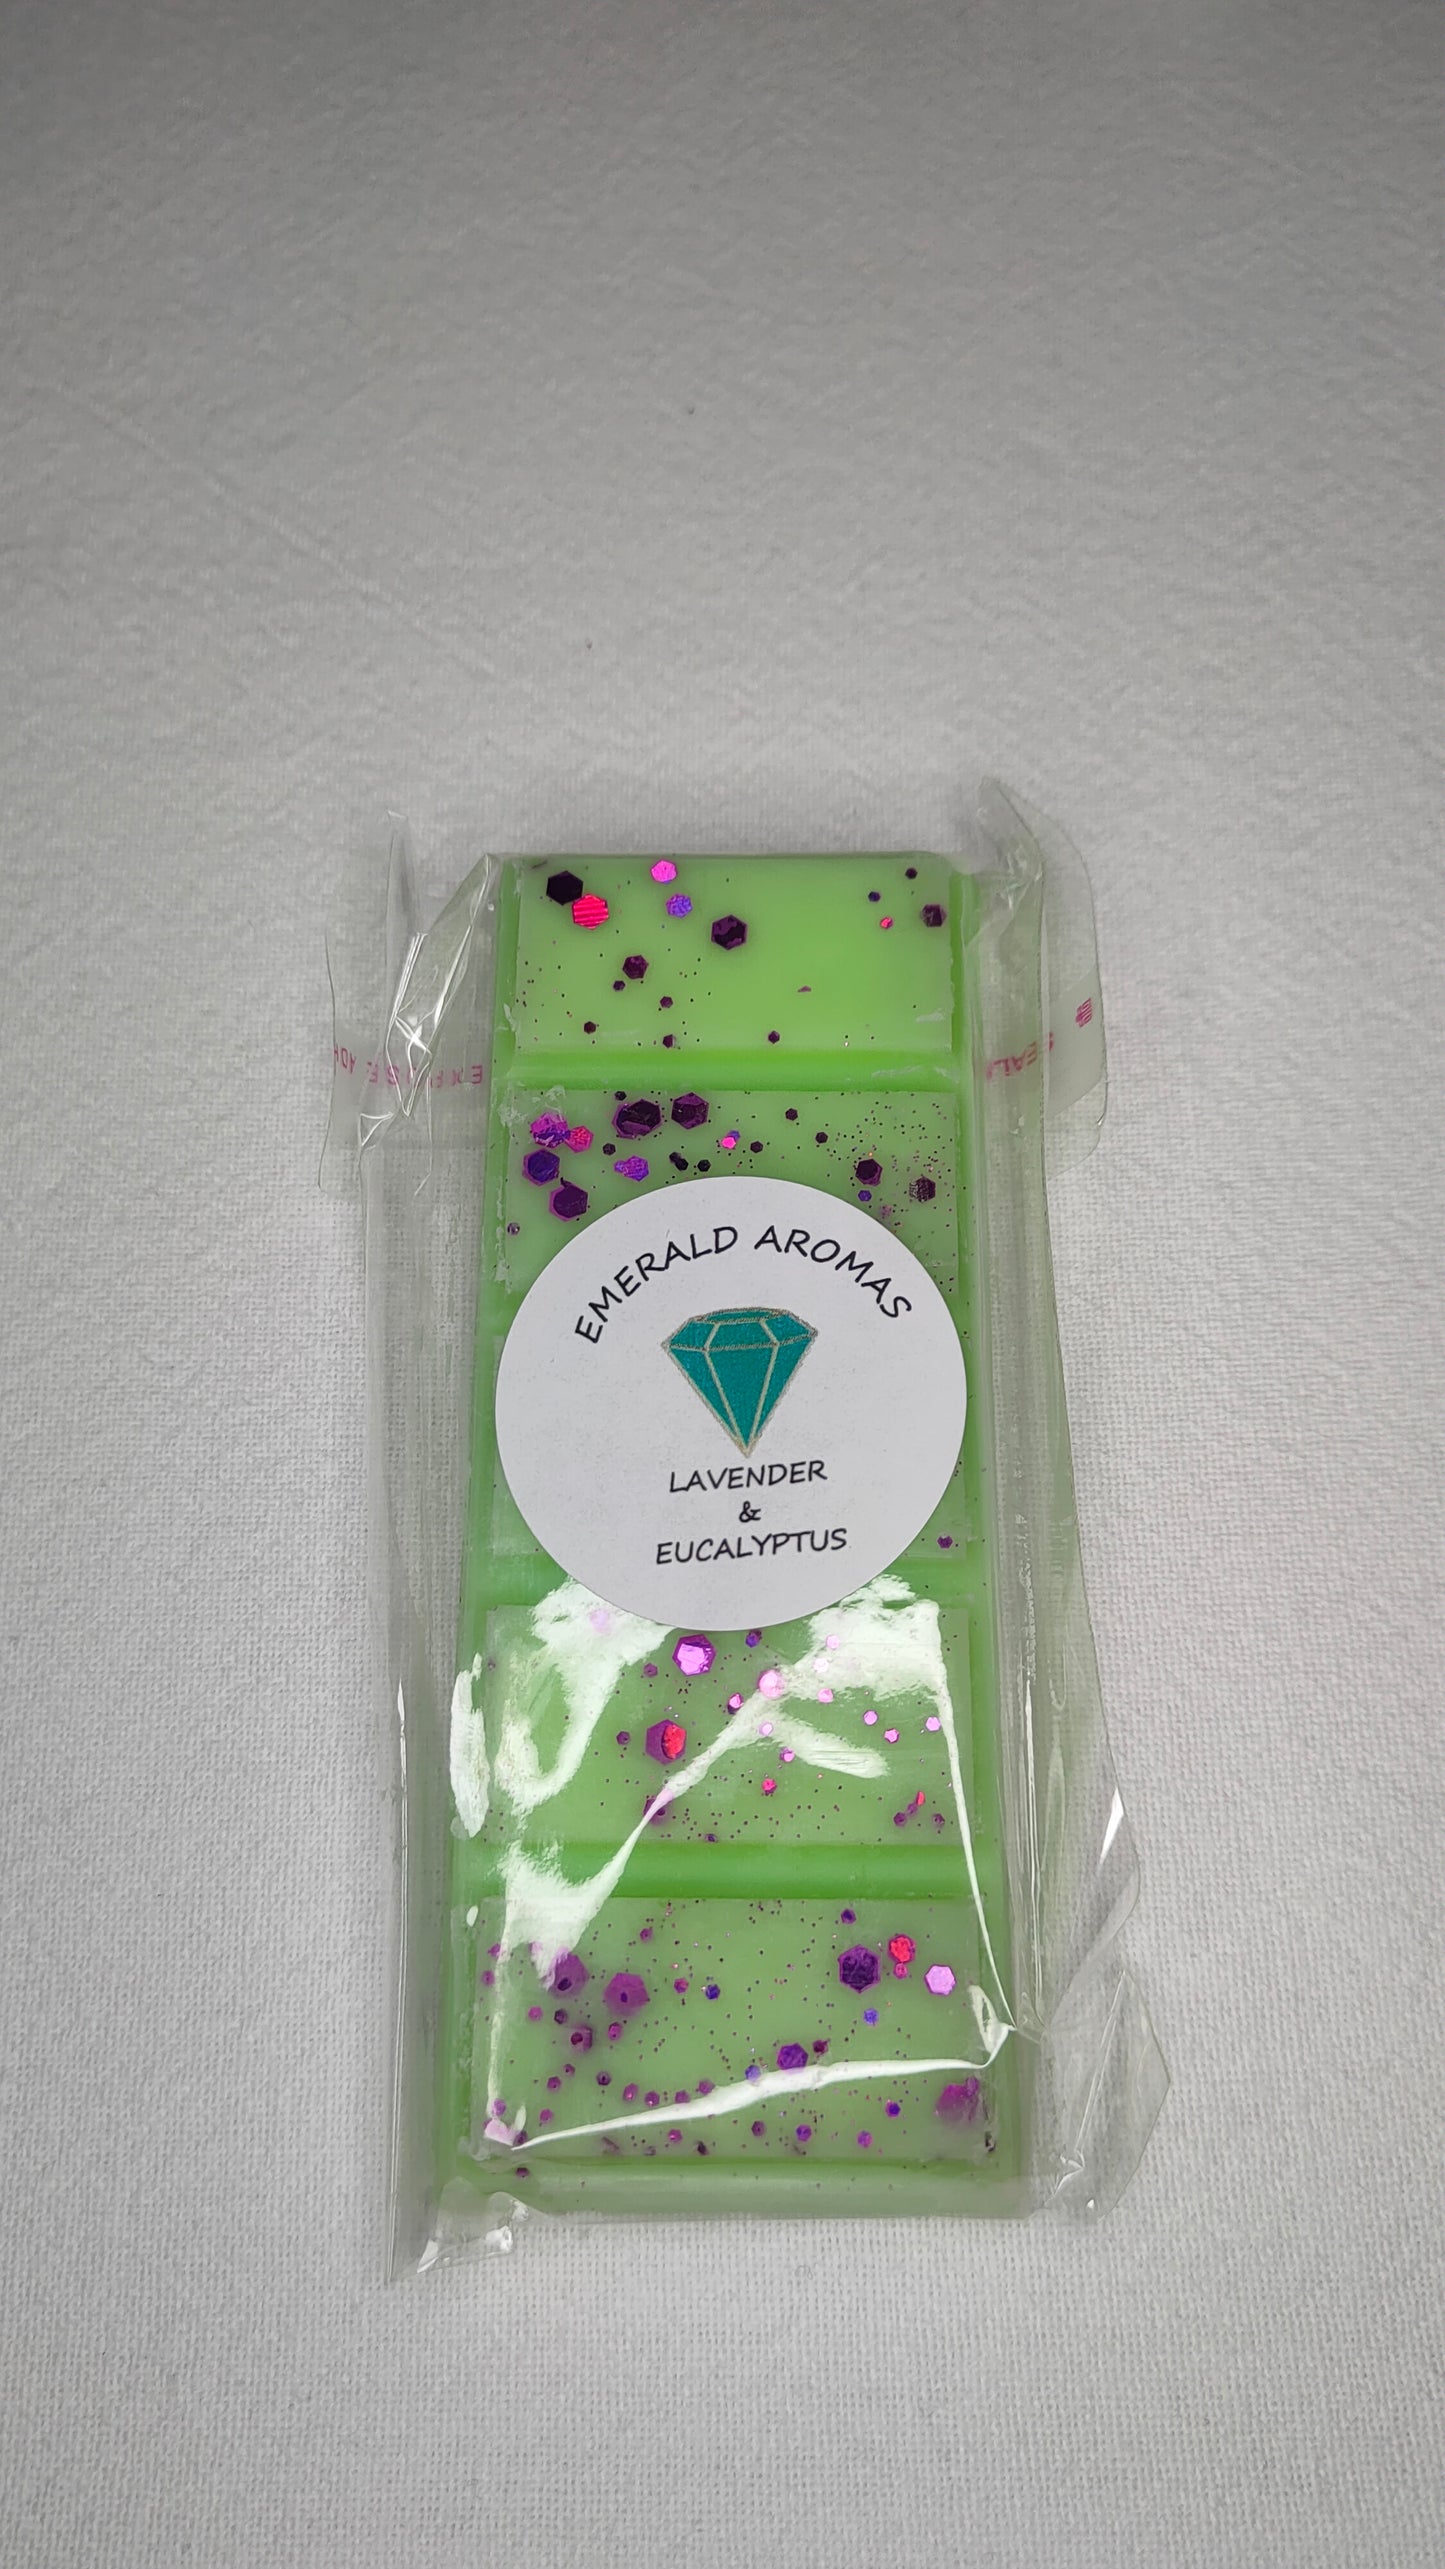 EMERALD AROMAS
LAVENDER
&
EUCALYPTUS